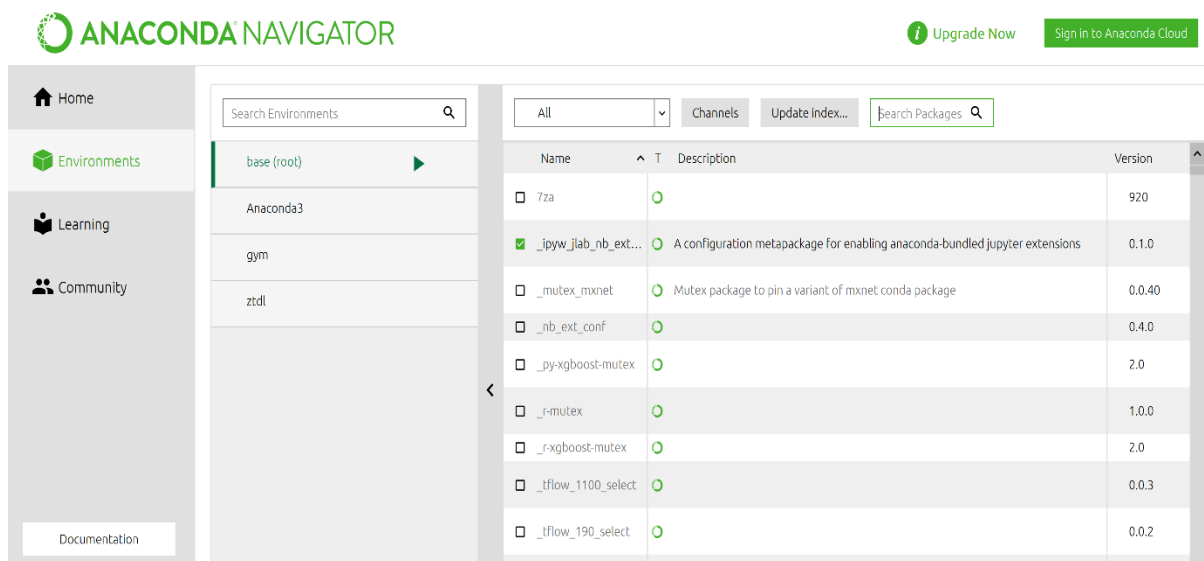 ANACONDA NAVIGATOR
i Upgrade Now
Sign in to Anaconda Cloud
Home
Environments
Learning
Community
Documentation
Search Environments
base (root)
Anaconda3
gym
ztdl
All Channels Update index... Search Packages
Name T Description Version
7za 920
_ipyw_jlab_nb_ext... A configuration metapackage for enabling anaconda-bundled jupyter extensions 0.1.0
_mutex_mxnet Mutex package to pin a variant of mxnet conda package 0.0.40
_nb_ext_conf 0.4.0
_py-xgboost-mutex 2.0
_r-mutex 1.0.0
_r-xgboost-mutex 2.0
_tflow_1100_select 0.0.3
_tflow_190_select 0.0.2